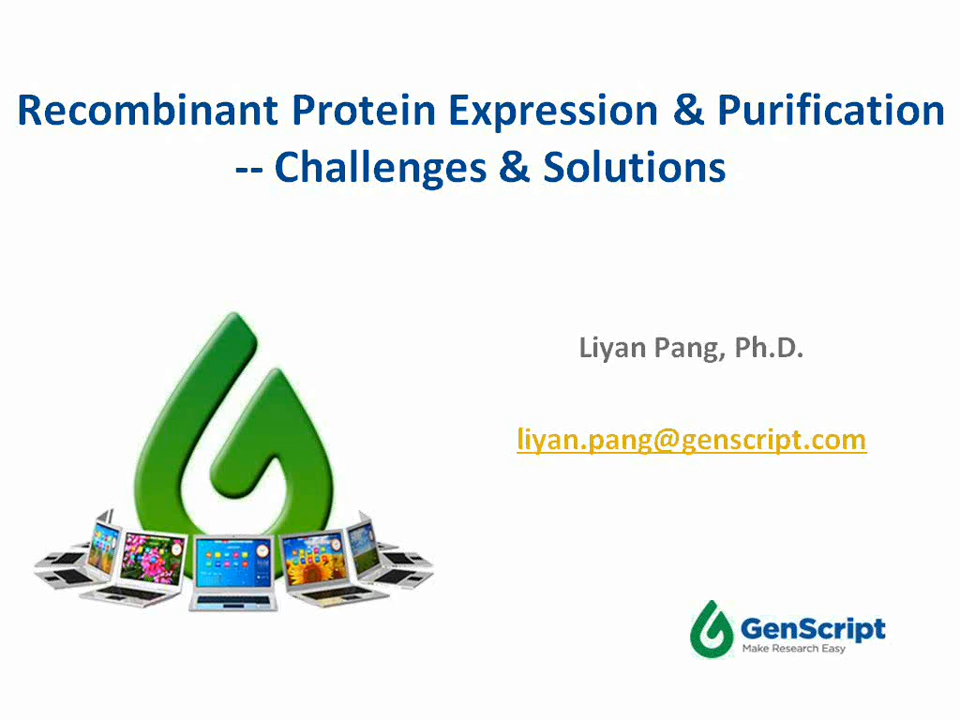 Recombinant Protein Expression & Purification
-- Challenges & Solutions
Liyan Pang, Ph.D.
liyan.pang@genscript.com
GenScript
Make Research Easy